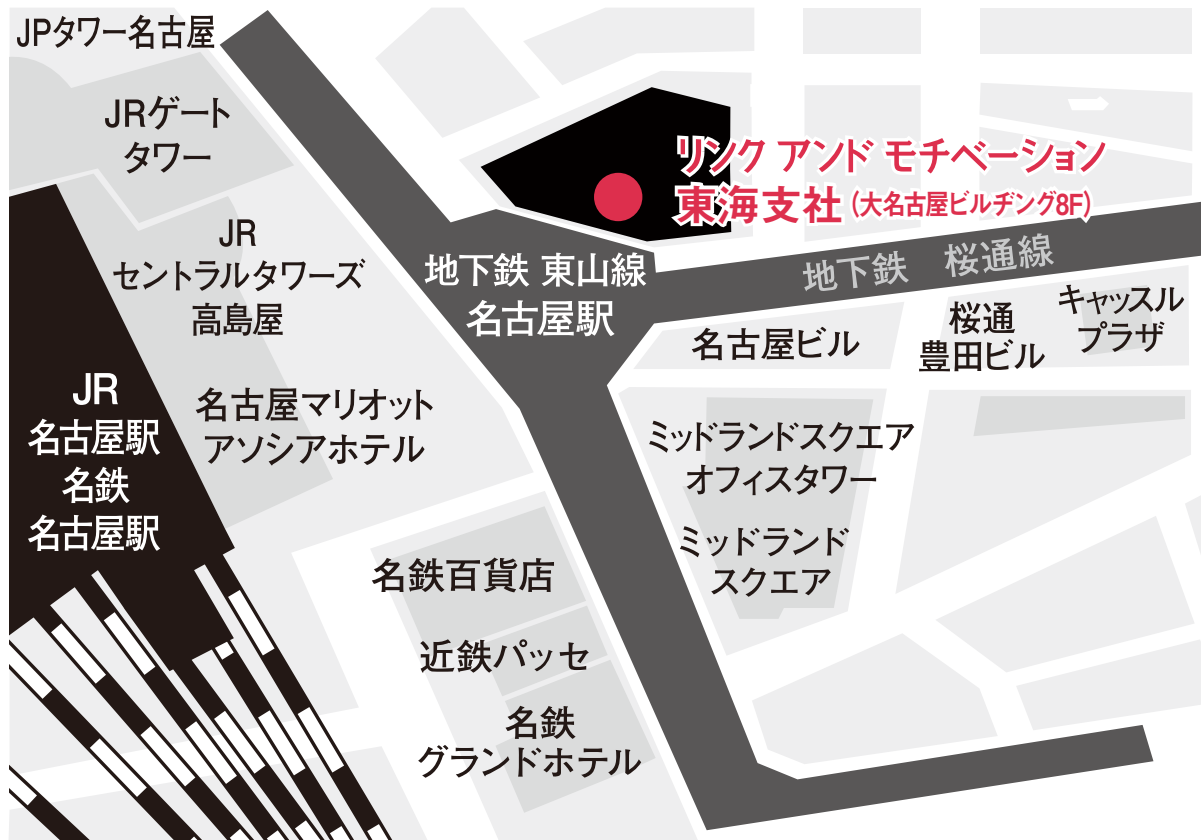 JPタワー名古屋
JRゲート
タワー
リンク アンド モチベーション
東海支社 (大名古屋ビルヂング8F)
JR
セントラルタワーズ
高島屋
地下鉄 東山線
名古屋駅
地下鉄 桜通線
名古屋ビル
桜通
豊田ビル
キャッスル
プラザ
JR
名古屋駅
名鉄
名古屋駅
名古屋マリオット
アソシアホテル
ミッドランドスクエア
オフィスタワー
ミッドランド
スクエア
名鉄百貨店
近鉄パッセ
名鉄
グランドホテル